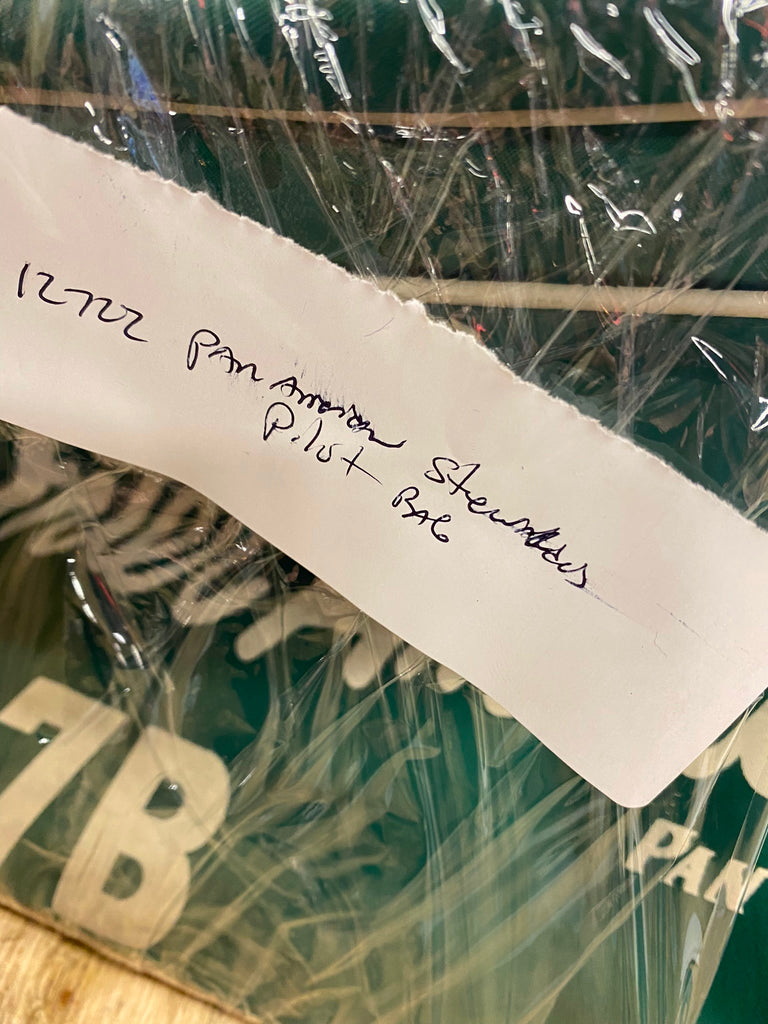 12722 PAN American Stewardess
Pilot BAG
7B
PAN